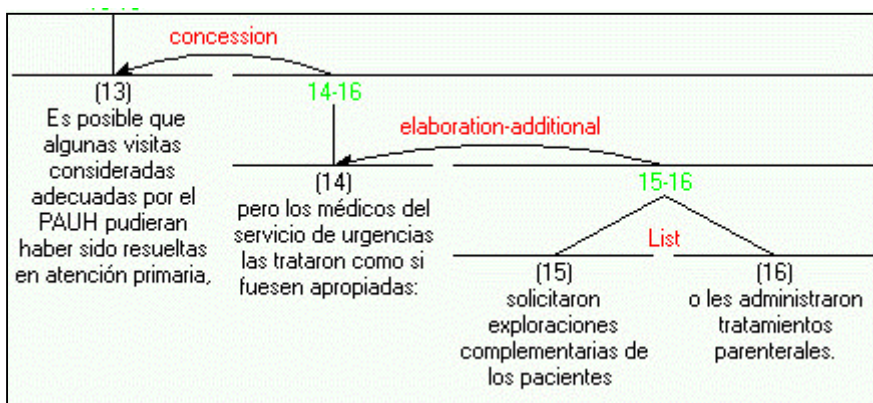 concession
(13)
Es posible que
algunas visitas
consideradas
adecuadas por el
PAUH pudieran
haber sido resueltas
en atención primaria,
14-16
elaboration-additional
(14)
pero los médicos del
servicio de urgencias
las trataron como si
fuesen apropiadas:
15-16
List
(15)
solicitaron
exploraciones
complementarias de
los pacientes
(16)
o les administraron
tratamientos
parenterales.